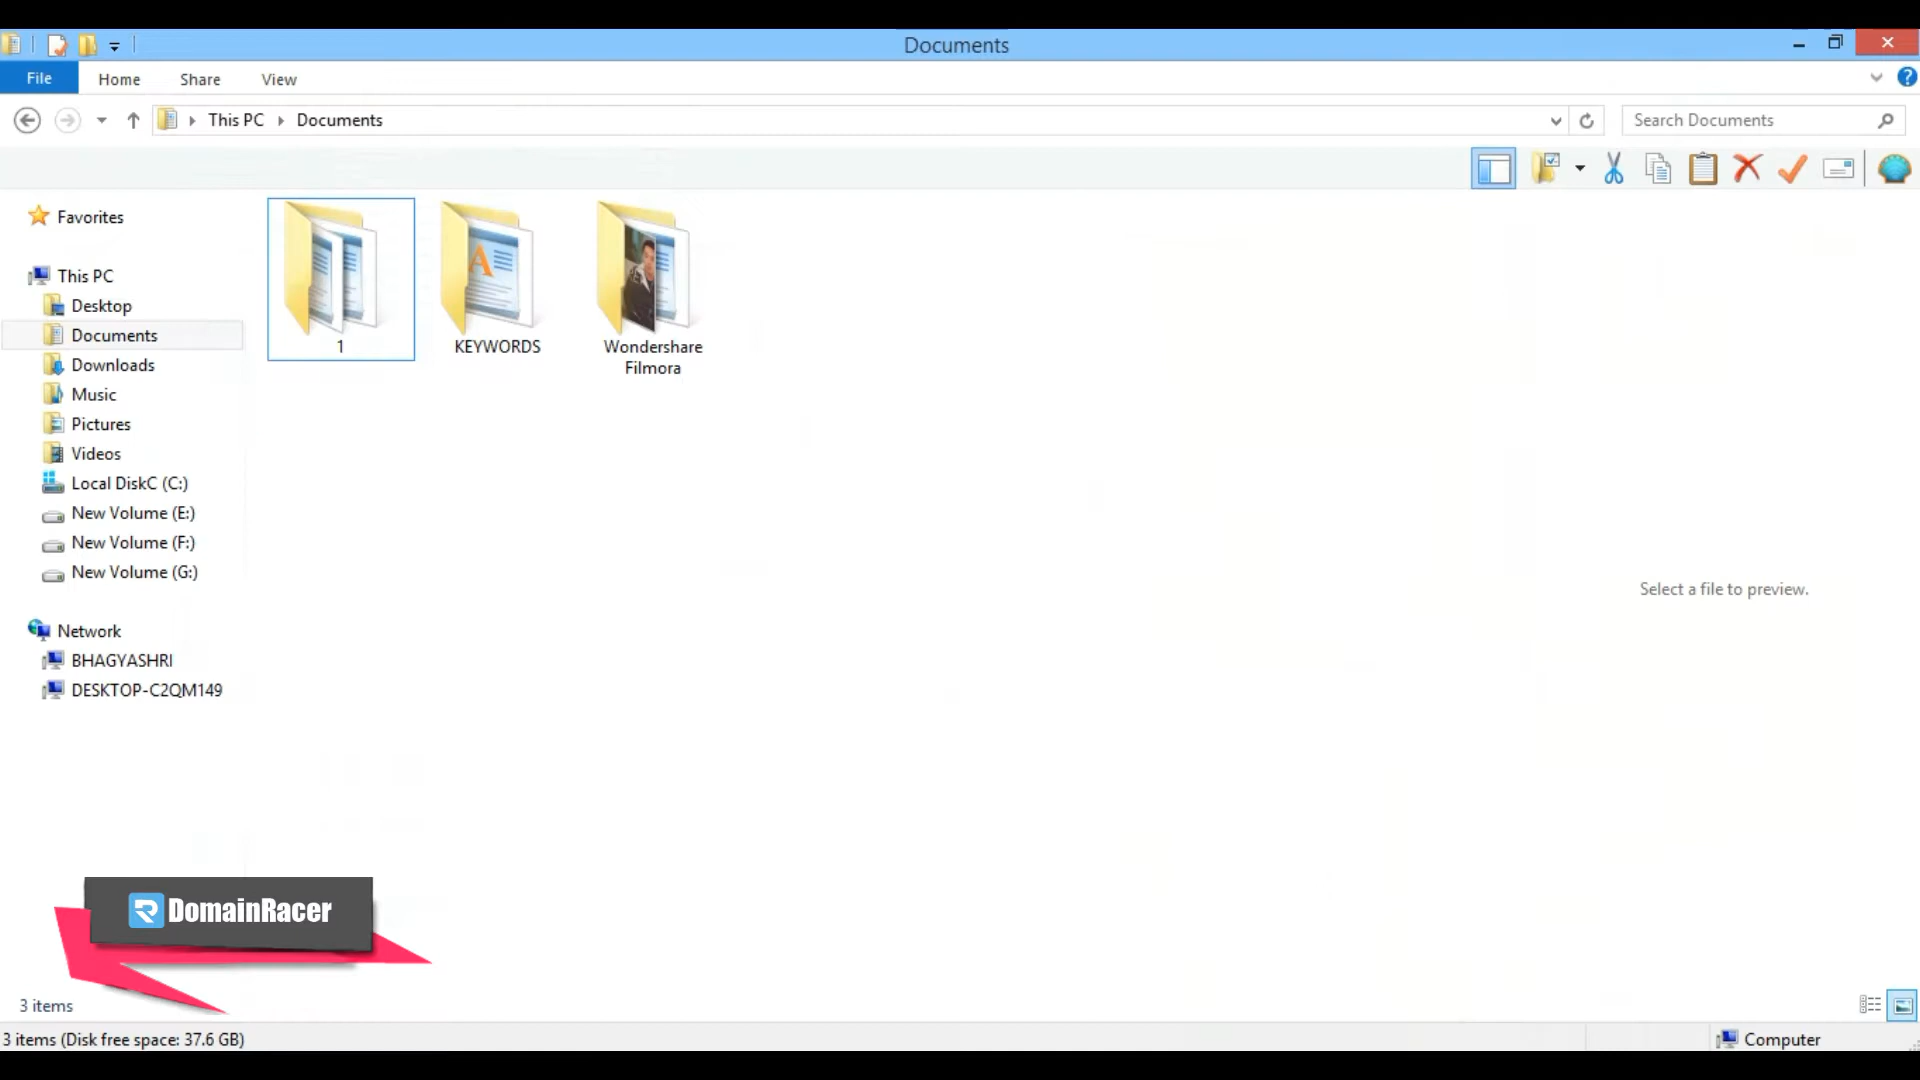 Documents
File
Home
Share
View
This PC
Documents
Search Documents
Favorites
This PC
Desktop
Documents
Downloads
Music
Pictures
Videos
Local DiskC (C:)
New Volume (E:)
New Volume (F:)
New Volume (G:)
Network
BHAGYASHRI
DESKTOP-C2QM149
1
KEYWORDS
Wondershare
Filmora
Select a file to preview.
DomainRacer
3 items
3 items (Disk free space: 37.6 GB)
Computer